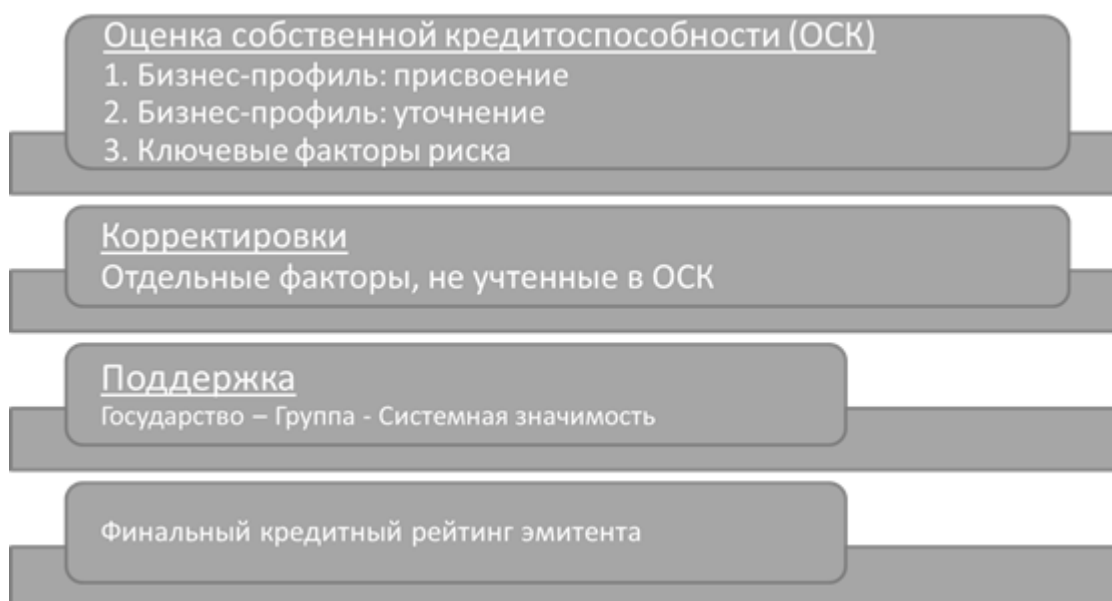 Оценка собственной кредитоспособности (ОСК)
1. Бизнес-профиль: присвоение
2. Бизнес-профиль: уточнение
3. Ключевые факторы риска
Корректировки
Отдельные факторы, не учтенные в ОСК
Поддержка
Государство – Группа - Системная значимость
Финальный кредитный рейтинг эмитента